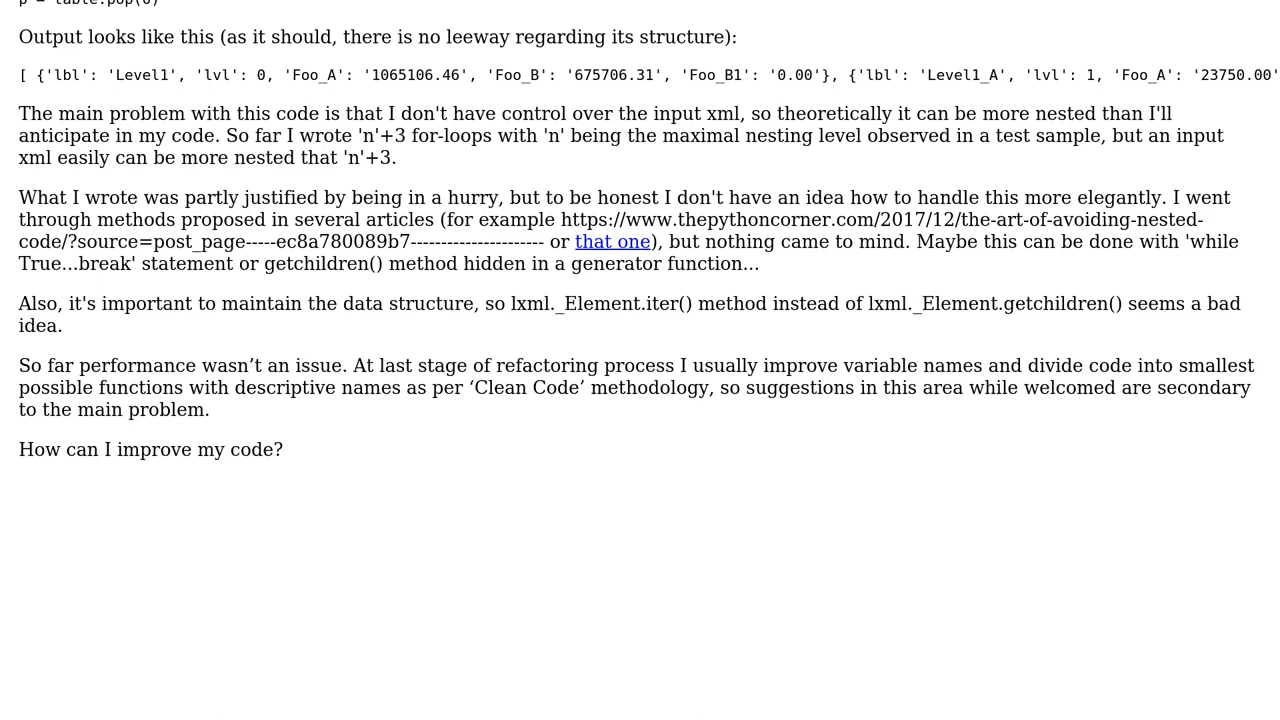 p = table.pop(0)
Output looks like this (as it should, there is no leeway regarding its structure):
[ {'lbl': 'Level1', 'lvl': 0, 'Foo_A': '1065106.46', 'Foo_B': '675706.31', 'Foo_B1': '0.00'}, {'lbl': 'Level1_A', 'lvl': 1, 'Foo_A': '23750.00'
The main problem with this code is that I don't have control over the input xml, so theoretically it can be more nested than I'll
anticipate in my code. So far I wrote 'n'+3 for-loops with 'n' being the maximal nesting level observed in a test sample, but an input
xml easily can be more nested that 'n'+3.
What I wrote was partly justified by being in a hurry, but to be honest I don't have an idea how to handle this more elegantly. I went
through methods proposed in several articles (for example https://www.thepythoncorner.com/2017/12/the-art-of-avoiding-nested-
code/?source=post_page-----ec8a780089b7---------------------- or that one), but nothing came to mind. Maybe this can be done with 'while
True...break' statement or getchildren() method hidden in a generator function...
Also, it's important to maintain the data structure, so lxml._Element.iter() method instead of lxml._Element.getchildren() seems a bad
idea.
So far performance wasn’t an issue. At last stage of refactoring process I usually improve variable names and divide code into smallest
possible functions with descriptive names as per ‘Clean Code’ methodology, so suggestions in this area while welcomed are secondary
to the main problem.
How can I improve my code?